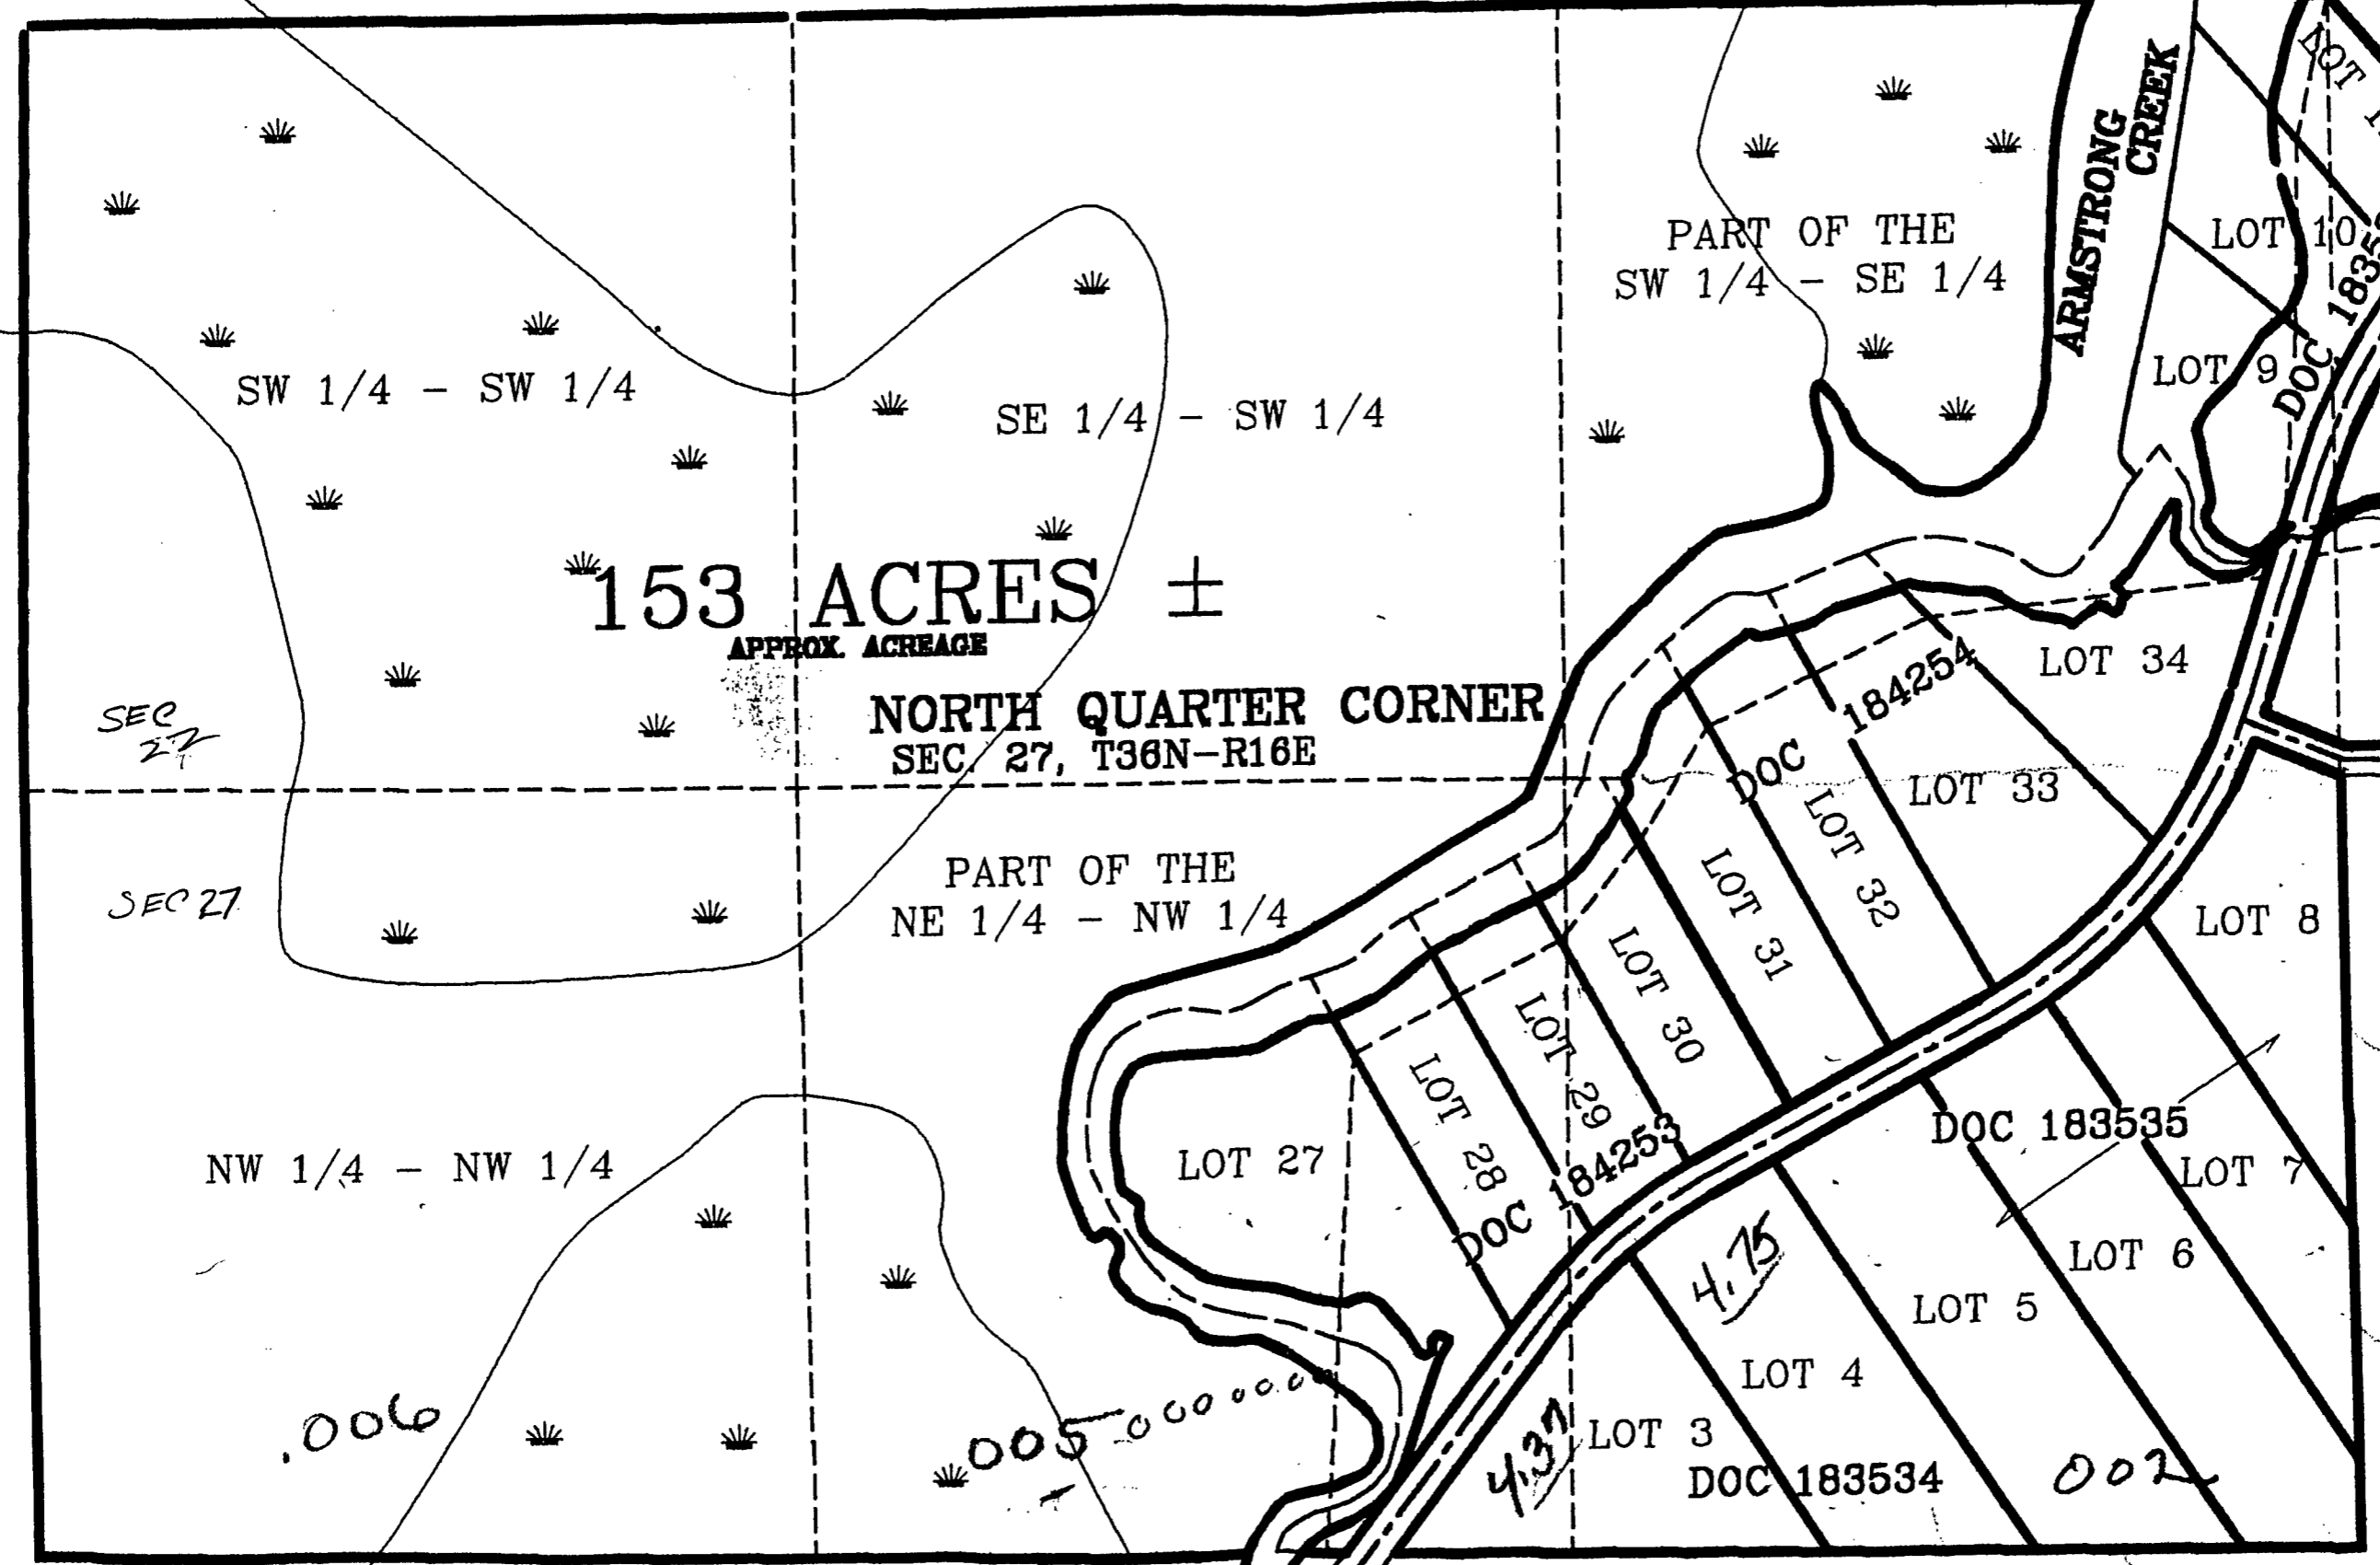 LOT
ARMSTRONG
CREEK
PART OF THE
SW 1/4 - SE 1/4
LOT 10
LOT 9
DOC 1835
SW 1/4 - SW 1/4
SE 1/4 - SW 1/4
153 ACRES ±
APPROX. ACREAGE
NORTH QUARTER CORNER
SEC. 27, T36N-R16E
SEC
22
SEC 27
PART OF THE
NE 1/4 - NW 1/4
LOT 34
DOC 184254
LOT 33
LOT 32
LOT 31
LOT 30
LOT 29
LOT 28
DOC 184253
LOT 27
LOT 8
DOC 183535
LOT 7
LOT 6
LOT 5
4.75
LOT 4
NW 1/4 - NW 1/4
.006
005-000000
4.37
LOT 3
DOC 183534
002